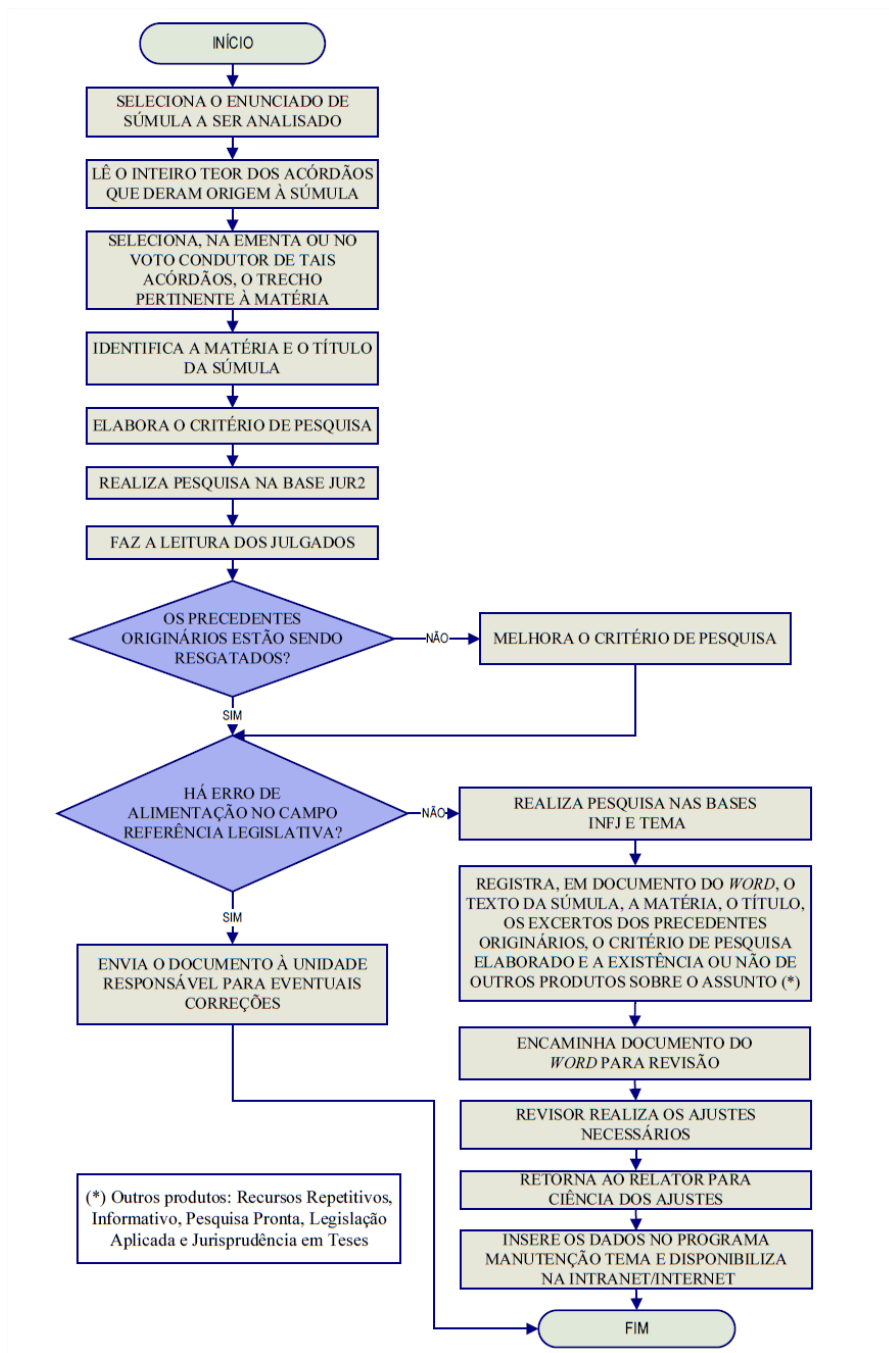 INÍCIO
SELECIONA O ENUNCIADO DE
SÚMULA A SER ANALISADO
LÊ O INTEIRO TEOR DOS ACÓRDÃOS
QUE DERAM ORIGEM À SÚMULA
SELECIONA, NA EMENTA OU NO
VOTO CONDUTOR DE TAIS
ACÓRDÃOS, O TRECHO
PERTINENTE À MATÉRIA
IDENTIFICA A MATÉRIA E O TÍTULO
DA SÚMULA
ELABORA O CRITÉRIO DE PESQUISA
REALIZA PESQUISA NA BASE JUR2
FAZ A LEITURA DOS JULGADOS
OS PRECEDENTES
ORIGINÁRIOS ESTÃO SENDO
RESGATADOS?
NÃO
MELHORA O CRITÉRIO DE PESQUISA
SIM
HÁ ERRO DE
ALIMENTAÇÃO NO CAMPO
REFERÊNCIA LEGISLATIVA?
NÃO
REALIZA PESQUISA NAS BASES
INFJ E TEMA
REGISTRA, EM DOCUMENTO DO WORD, O
TEXTO DA SÚMULA, A MATÉRIA, O TÍTULO,
OS EXCERTOS DOS PRECEDENTES
ORIGINÁRIOS, O CRITÉRIO DE PESQUISA
ELABORADO E A EXISTÊNCIA OU NÃO DE
OUTROS PRODUTOS SOBRE O ASSUNTO (*)
SIM
ENVIA O DOCUMENTO À UNIDADE
RESPONSÁVEL PARA EVENTUAIS
CORREÇÕES
ENCAMINHA DOCUMENTO DO
WORD PARA REVISÃO
REVISOR REALIZA OS AJUSTES
NECESSÁRIOS
RETORNA AO RELATOR PARA
CIÊNCIA DOS AJUSTES
INSERE OS DADOS NO PROGRAMA
MANUTENÇÃO TEMA E DISPONIBILIZA
NA INTRANET/INTERNET
(*) Outros produtos: Recursos Repetitivos,
Informativo, Pesquisa Pronta, Legislação
Aplicada e Jurisprudência em Teses
FIM